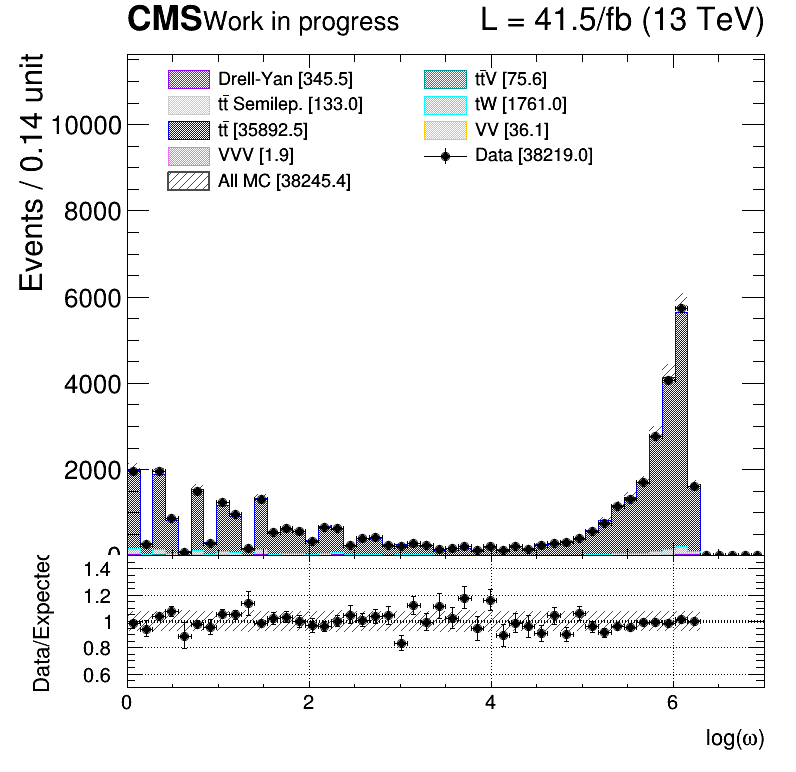 CMS Work in progress L = 41.5/fb (13 TeV)
Events / 0.14 unit
10000
8000
6000
4000
2000
0
Drell-Yan [345.5]
tt̄ Semilep. [133.0]
tt̄ [35892.5]
VVV [1.9]
All MC [38245.4]
tt̄V [75.6]
tW [1761.0]
VV [36.1]
Data [38219.0]
Data/Expected
1.4
1.2
1
0.8
0.6
0 2 4 6
log(ω)